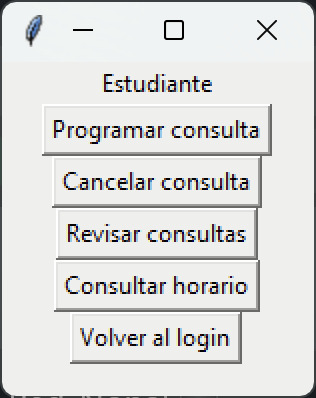 Estudiante
Programar consulta
Cancelar consulta
Revisar consultas
Consultar horario
Volver al login